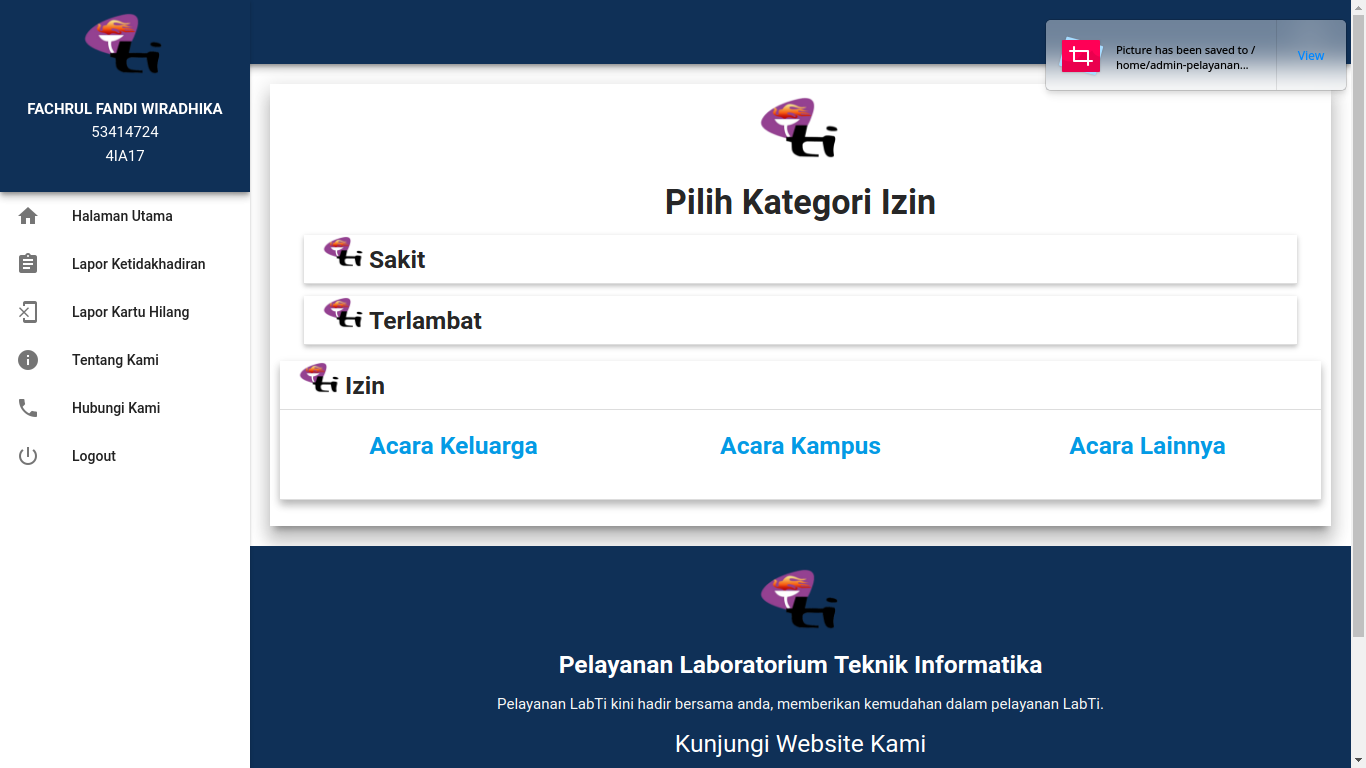 ti
FACHRUL FANDI WIRADHIKA
53414724
4IA17
Halaman Utama
Lapor Ketidakhadiran
Lapor Kartu Hilang
Tentang Kami
Hubungi Kami
Logout
Picture has been saved to /
home/admin-pelayanan...
View
ti
Pilih Kategori Izin
ti Sakit
ti Terlambat
ti Izin
Acara Keluarga
Acara Kampus
Acara Lainnya
ti
Pelayanan Laboratorium Teknik Informatika
Pelayanan LabTi kini hadir bersama anda, memberikan kemudahan dalam pelayanan LabTi.
Kunjungi Website Kami